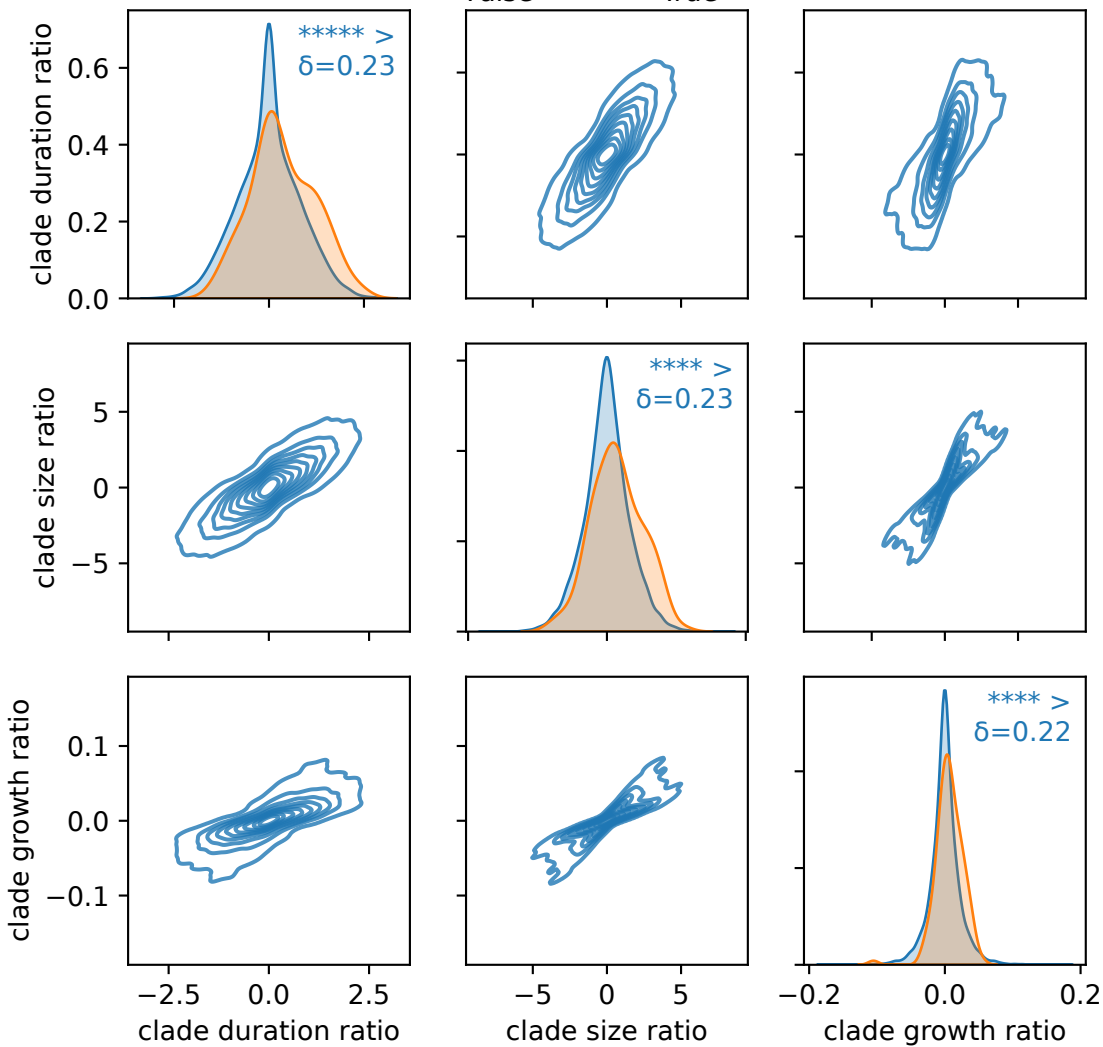 clade duration ratio
0.6
0.4
0.2
0.0
***** >
δ=0.23
clade size ratio
5
0
−5
**** >
δ=0.23
clade growth ratio
0.1
0.0
−0.1
**** >
δ=0.22
−2.5 0.0 2.5
−5 0 5
−0.2 0.0 0.2
clade duration ratio
clade size ratio
clade growth ratio